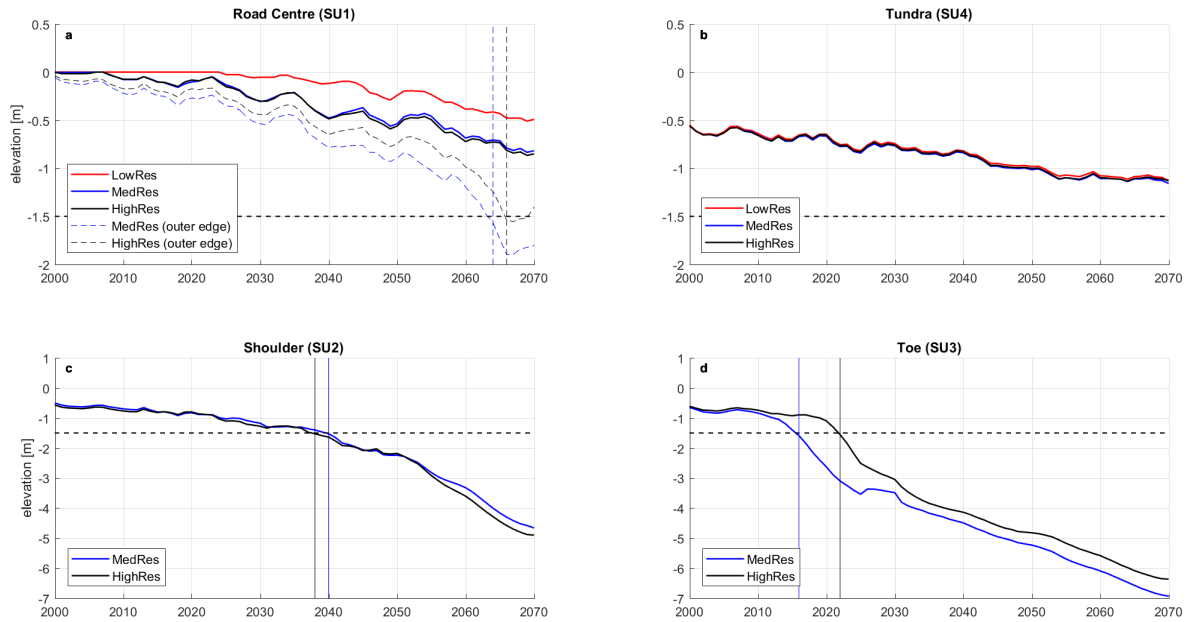 Road Centre (SU1)
a
elevation [m]
0.5
0
-0.5
-1
-1.5
-2
LowRes
MedRes
HighRes
MedRes (outer edge)
HighRes (outer edge)
2000 2010 2020 2030 2040 2050 2060 2070
Tundra (SU4)
b
0.5
0
-0.5
-1
-1.5
-2
LowRes
MedRes
HighRes
2000 2010 2020 2030 2040 2050 2060 2070
Shoulder (SU2)
c
elevation [m]
1
0
-1
-2
-3
-4
-5
-6
-7
MedRes
HighRes
2000 2010 2020 2030 2040 2050 2060 2070
Toe (SU3)
d
1
0
-1
-2
-3
-4
-5
-6
-7
MedRes
HighRes
2000 2010 2020 2030 2040 2050 2060 2070